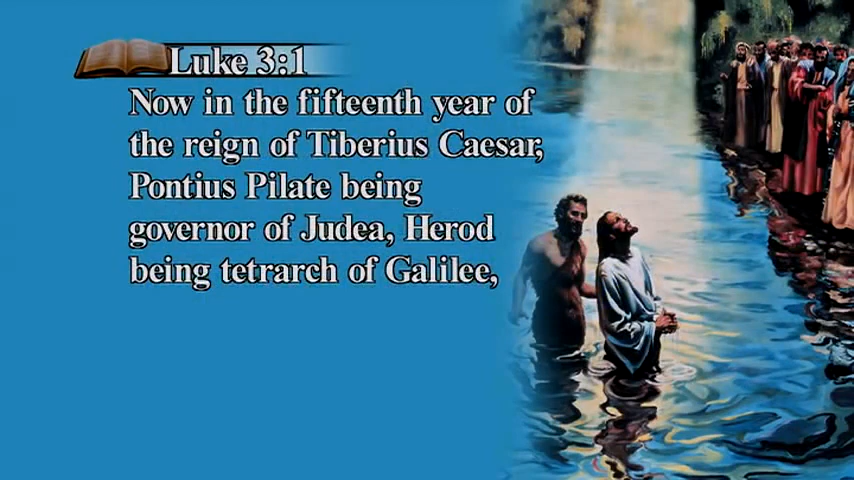 Luke 3:1
Now in the fifteenth year of
the reign of Tiberius Caesar,
Pontius Pilate being
governor of Judea, Herod
being tetrarch of Galilee,